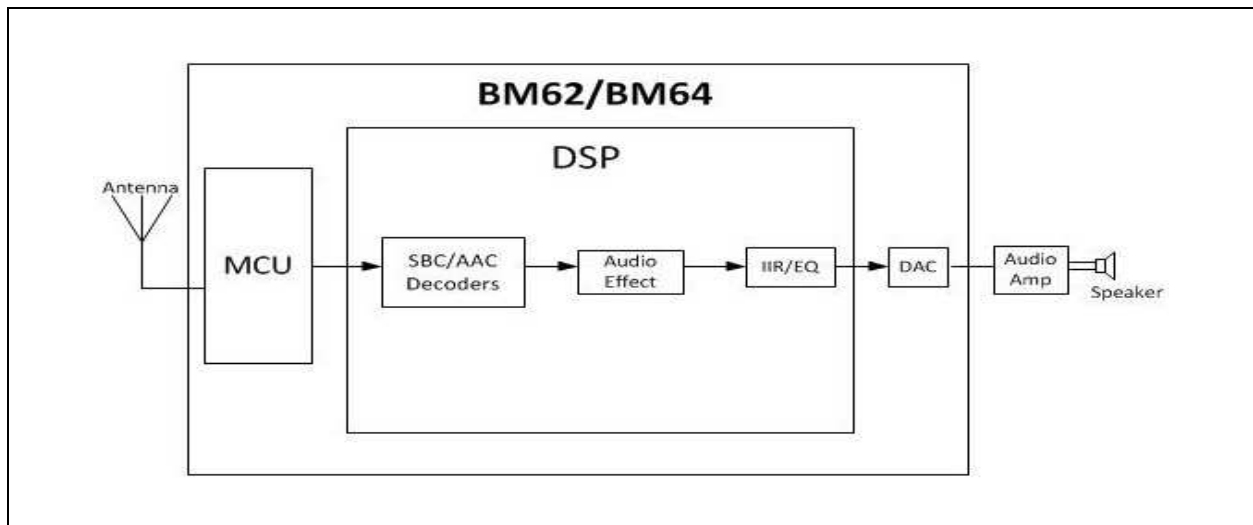 BM62/BM64
DSP
Antenna
MCU
SBC/AAC
Decoders
Audio
Effect
IIR/EQ
DAC
Audio
Amp
Speaker